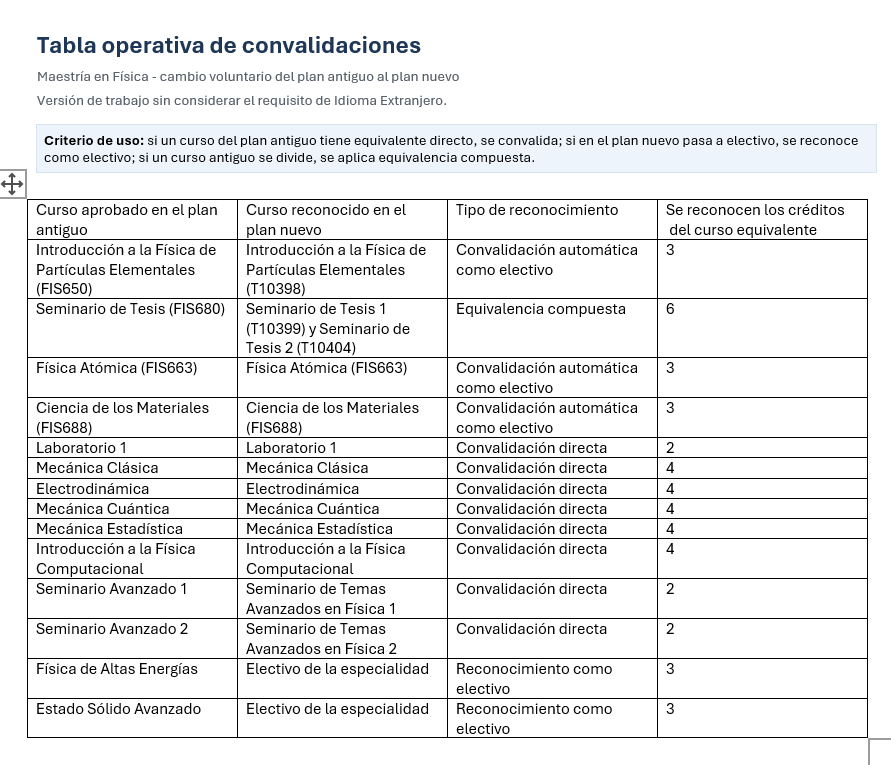 Tabla operativa de convalidaciones
Maestría en Física - cambio voluntario del plan antiguo al plan nuevo
Versión de trabajo sin considerar el requisito de Idioma Extranjero.
Criterio de uso: si un curso del plan antiguo tiene equivalente directo, se convalida; si en el plan nuevo pasa a electivo, se reconoce
como electivo; si un curso antiguo se divide, se aplica equivalencia compuesta.
Curso aprobado en el plan
antiguo
Curso reconocido en el
plan nuevo
Tipo de reconocimiento
Se reconocen los créditos
del curso equivalente
Introducción a la Física de
Partículas Elementales
(FIS650)
Introducción a la Física de
Partículas Elementales
(T10398)
Convalidación automática
como electivo
3
Seminario de Tesis (FIS680)
Seminario de Tesis 1
(T10399) y Seminario de
Tesis 2 (T10404)
Equivalencia compuesta
6
Física Atómica (FIS663)
Física Atómica (FIS663)
Convalidación automática
como electivo
3
Ciencia de los Materiales
(FIS688)
Ciencia de los Materiales
(FIS688)
Convalidación automática
como electivo
3
Laboratorio 1
Laboratorio 1
Convalidación directa
2
Mecánica Clásica
Mecánica Clásica
Convalidación directa
4
Electrodinámica
Electrodinámica
Convalidación directa
4
Mecánica Cuántica
Mecánica Cuántica
Convalidación directa
4
Mecánica Estadística
Mecánica Estadística
Convalidación directa
4
Introducción a la Física
Computacional
Introducción a la Física
Computacional
Convalidación directa
4
Seminario Avanzado 1
Seminario de Temas
Avanzados en Física 1
Convalidación directa
2
Seminario Avanzado 2
Seminario de Temas
Avanzados en Física 2
Convalidación directa
2
Física de Altas Energías
Electivo de la especialidad
Reconocimiento como
electivo
3
Estado Sólido Avanzado
Electivo de la especialidad
Reconocimiento como
electivo
3